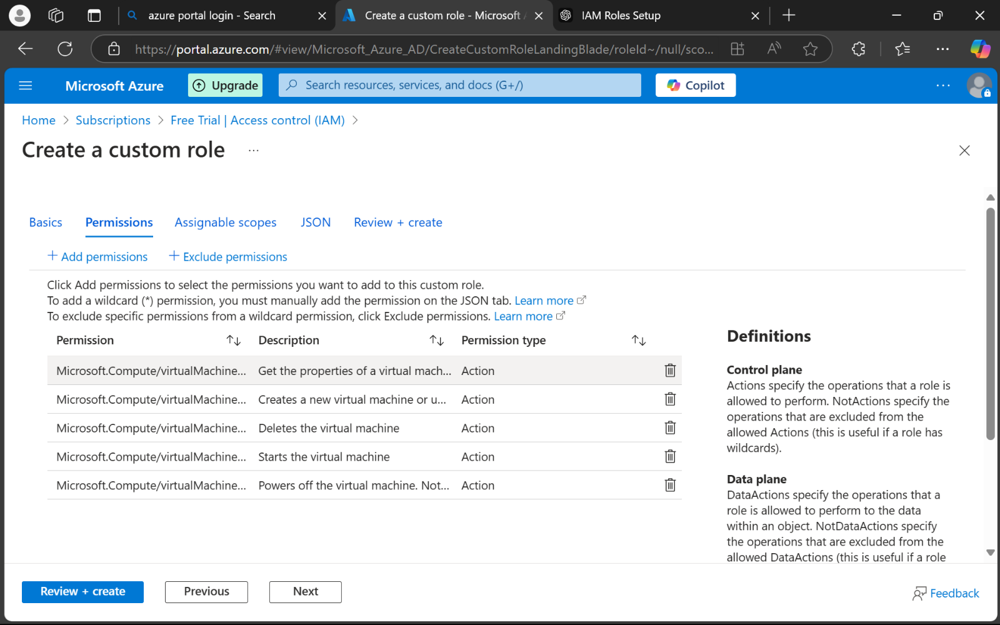 azure portal login - Search
Create a custom role - Microsoft
IAM Roles Setup
https://portal.azure.com/#view/Microsoft_Azure_AD/CreateCustomRoleLandingBlade/roleId~/null/sco...
Microsoft Azure
Upgrade
Search resources, services, and docs (G+/)
Copilot
Home > Subscriptions > Free Trial | Access control (IAM) >
Create a custom role ...
Basics Permissions Assignable scopes JSON Review + create
+ Add permissions + Exclude permissions
Click Add permissions to select the permissions you want to add to this custom role.
To add a wildcard (*) permission, you must manually add the permission on the JSON tab. Learn more
To exclude specific permissions from a wildcard permission, click Exclude permissions. Learn more
Permission Description Permission type
Microsoft.Compute/virtualMachine... Get the properties of a virtual mach... Action
Microsoft.Compute/virtualMachine... Creates a new virtual machine or u... Action
Microsoft.Compute/virtualMachine... Deletes the virtual machine Action
Microsoft.Compute/virtualMachine... Starts the virtual machine Action
Microsoft.Compute/virtualMachine... Powers off the virtual machine. Not... Action
Definitions
Control plane
Actions specify the operations that a role is
allowed to perform. NotActions specify the
operations that are excluded from the
allowed Actions (this is useful if a role has
wildcards).
Data plane
DataActions specify the operations that a
role is allowed to perform to the data
within an object. NotDataActions specify
the operations that are excluded from the
allowed DataActions (this is useful if a role
Review + create Previous Next
Feedback